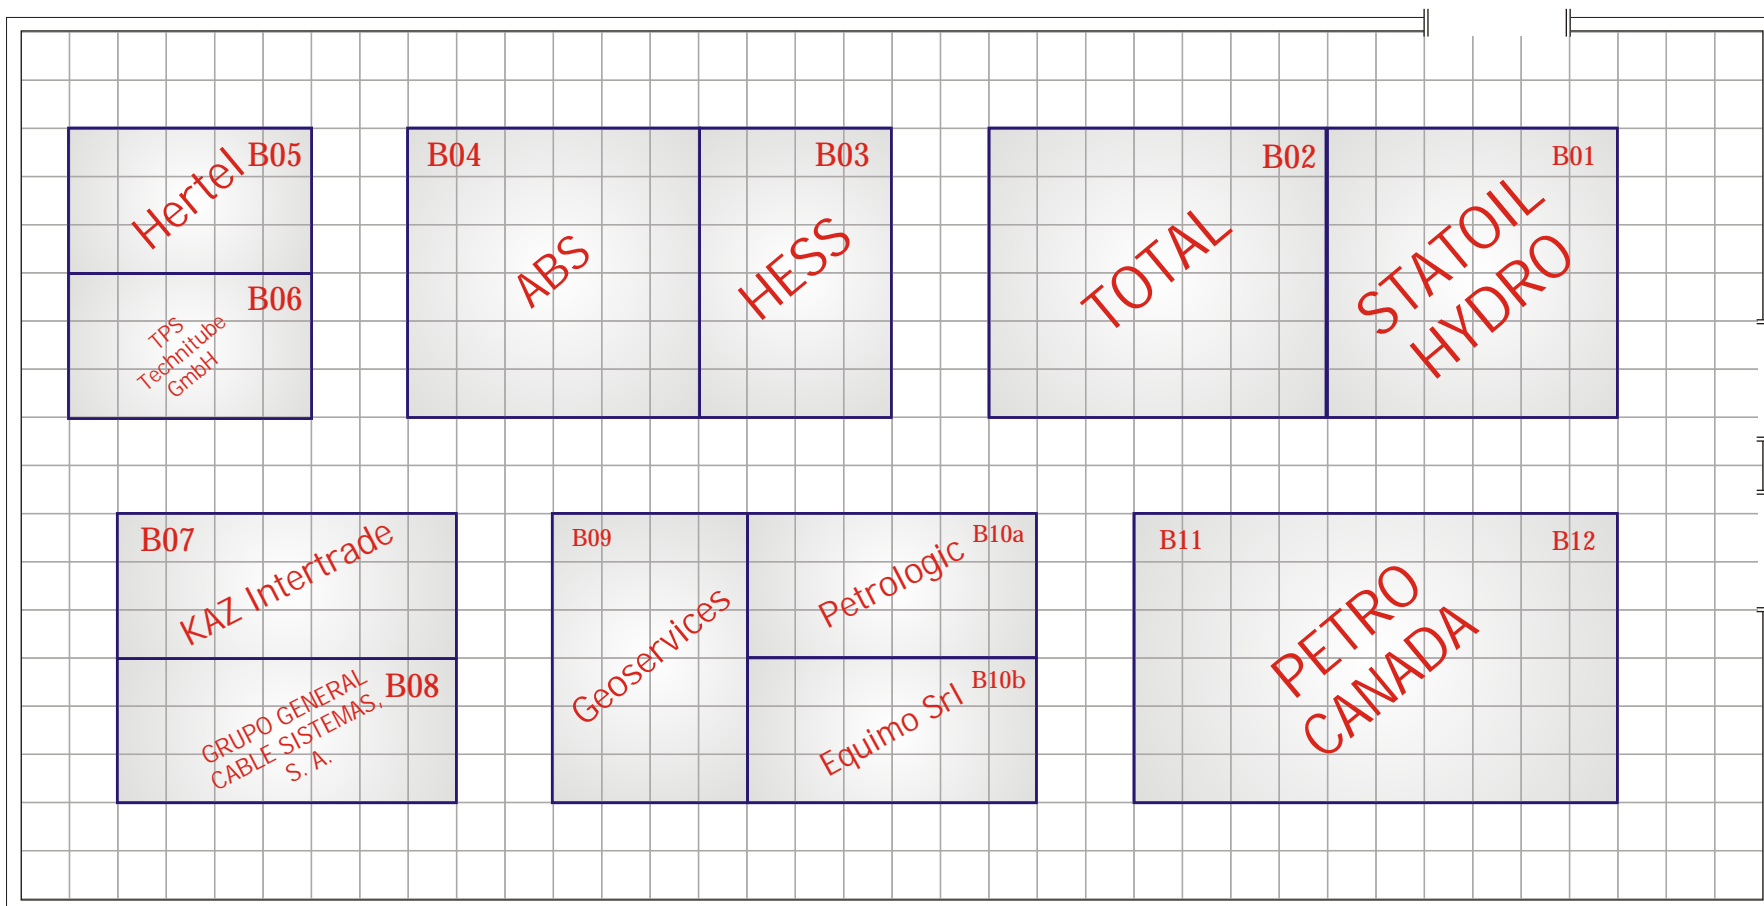 B05
Hertel
B06
TPS
Technitube
GmbH
B04
ABS
B03
HESS
B02
TOTAL
B01
STATOIL
HYDRO
B07
KAZ Intertrade
B08
GRUPO GENERAL
CABLE SISTEMAS,
S. A.
B09
Geoservices
B10a
Petrologic
B10b
Equimo Srl
B11
B12
PETRO
CANADA